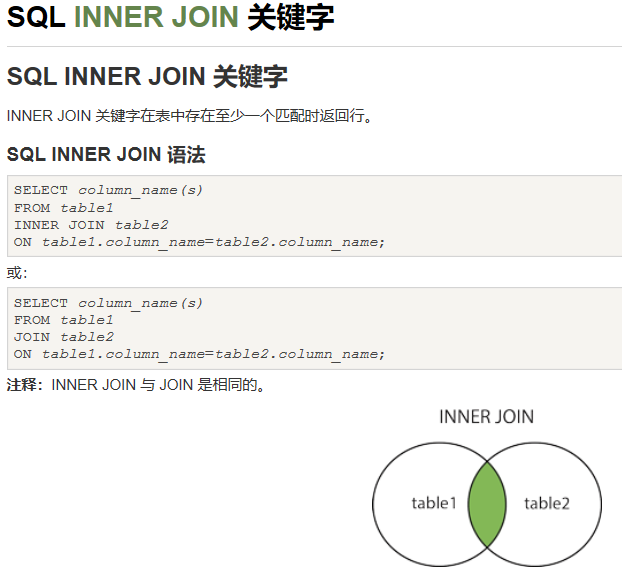 SQL INNER JOIN 关键字
SQL INNER JOIN 关键字
INNER JOIN 关键字在表中存在至少一个匹配时返回行。
SQL INNER JOIN 语法
SELECT column_name(s)
FROM table1
INNER JOIN table2
ON table1.column_name=table2.column_name;
或：
SELECT column_name(s)
FROM table1
JOIN table2
ON table1.column_name=table2.column_name;
注释：INNER JOIN 与 JOIN 是相同的。
INNER JOIN
table1 table2